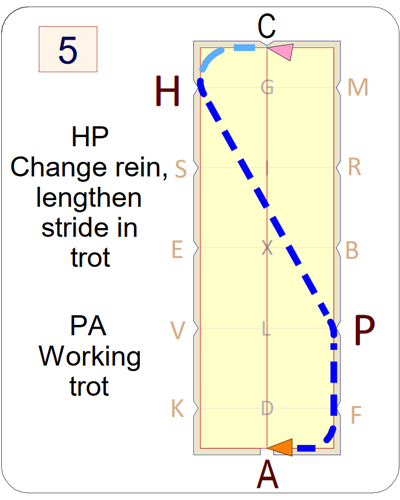 5
C
H
G
M
HP
Change rein,
lengthen
stride in
trot
S
I
R
E
X
B
PA
Working
trot
V
L
P
K
D
F
A